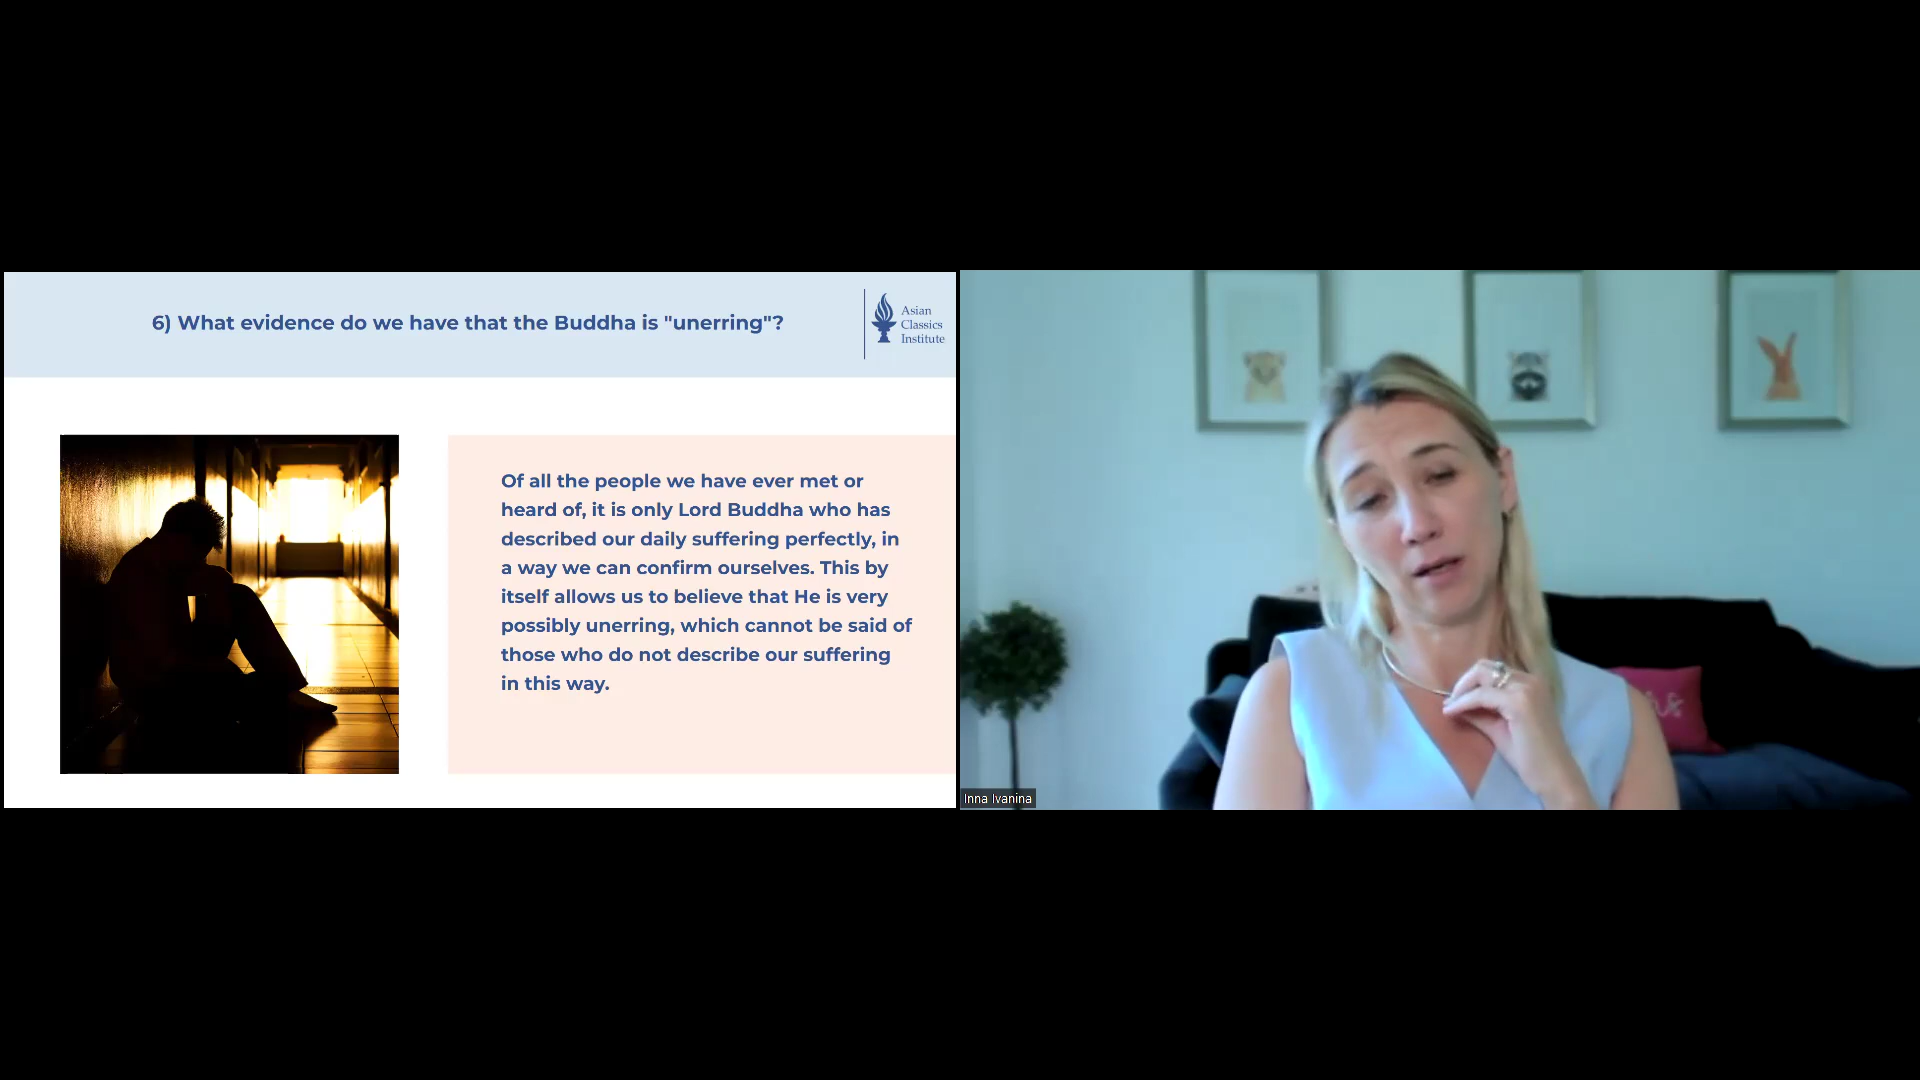 6) What evidence do we have that the Buddha is "unerring"?
Asian
Classics
Institute
Of all the people we have ever met or
heard of, it is only Lord Buddha who has
described our daily suffering perfectly, in
a way we can confirm ourselves. This by
itself allows us to believe that He is very
possibly unerring, which cannot be said of
those who do not describe our suffering
in this way.
Inna Ivanina